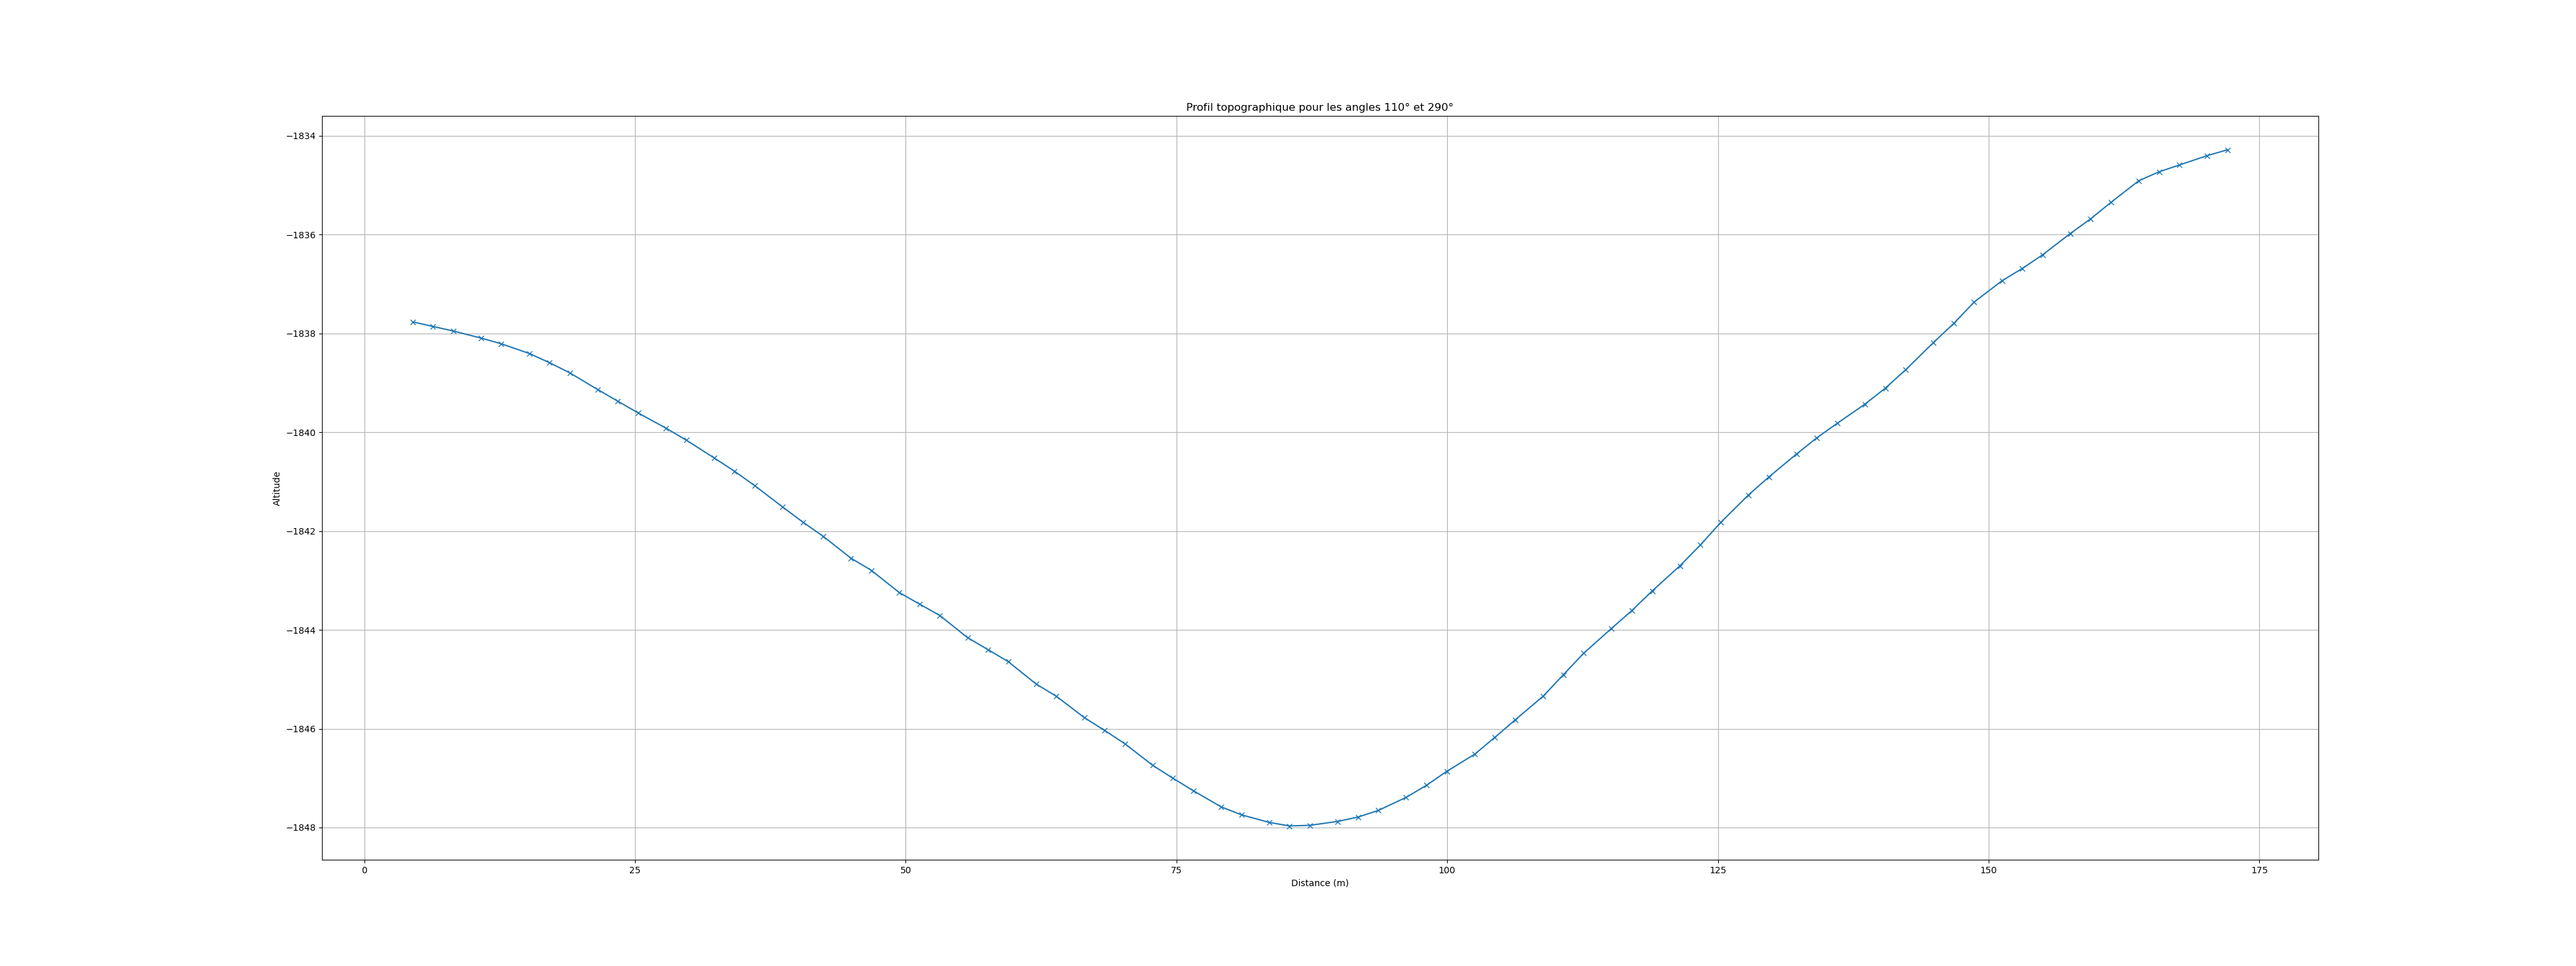 Profil topographique pour les angles 110° et 290°
−1834
−1836
−1838
−1840
−1842
−1844
−1846
−1848
Altitude
0 25 50 75 100 125 150 175
Distance (m)